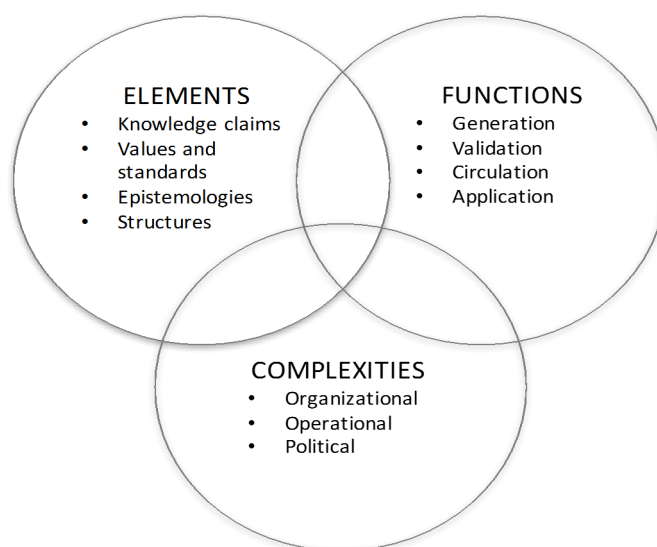 ELEMENTS
• Knowledge claims
• Values and
standards
• Epistemologies
• Structures
FUNCTIONS
• Generation
• Validation
• Circulation
• Application
COMPLEXITIES
• Organizational
• Operational
• Political